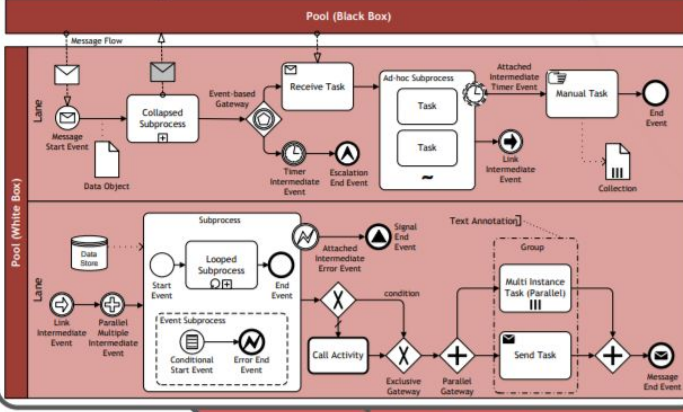 Pool (Black Box)
Message Flow
Pool (White Box)
Lane
Message
Start Event
Data Object
Collapsed
Subprocess
Event-based
Gateway
Receive Task
Timer
Intermediate
Event
Escalation
End Event
Ad-hoc Subprocess
Task
Task
Attached
Intermediate
Timer Event
Link
Intermediate
Event
Manual Task
Collection
End
Event
Lane
Link
Intermediate
Event
Parallel
Multiple
Intermediate
Event
Data
Store
Subprocess
Start
Event
Looped
Subprocess
End
Event
Event Subprocess
Conditional
Start Event
Error End
Event
Attached
Intermediate
Error Event
Signal
End
Event
condition
Call Activity
Exclusive
Gateway
Parallel
Gateway
Text Annotation
Group
Multi Instance
Task (Parallel)
Send Task
Message
End Event